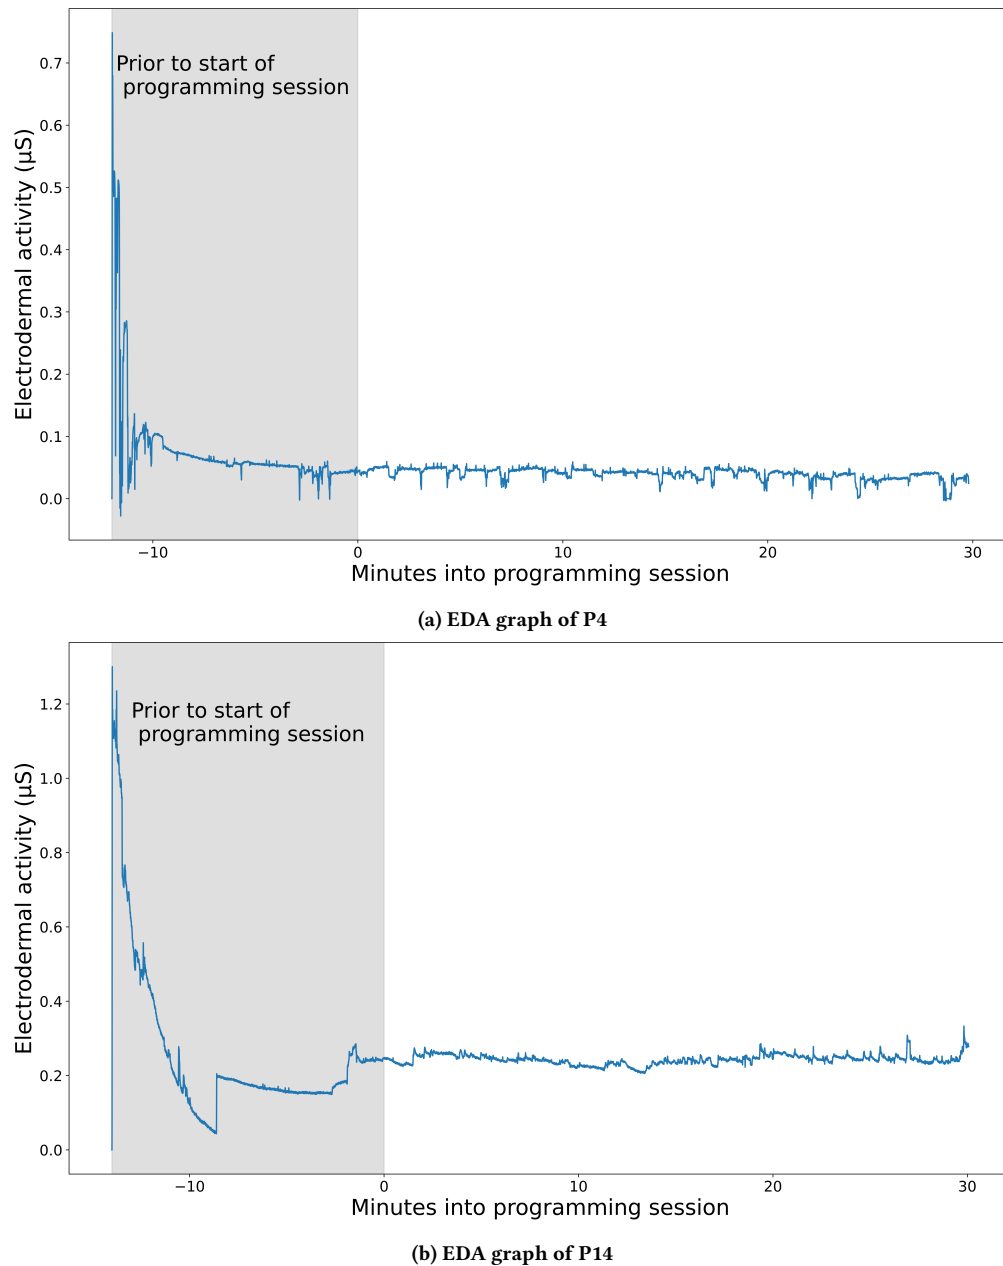 Prior to start of
programming session
Electrodermal activity (μS)
0.7
0.6
0.5
0.4
0.3
0.2
0.1
0.0
−10 0 10 20 30
Minutes into programming session
(a) EDA graph of P4
Prior to start of
programming session
Electrodermal activity (μS)
1.2
1.0
0.8
0.6
0.4
0.2
0.0
−10 0 10 20 30
Minutes into programming session
(b) EDA graph of P14